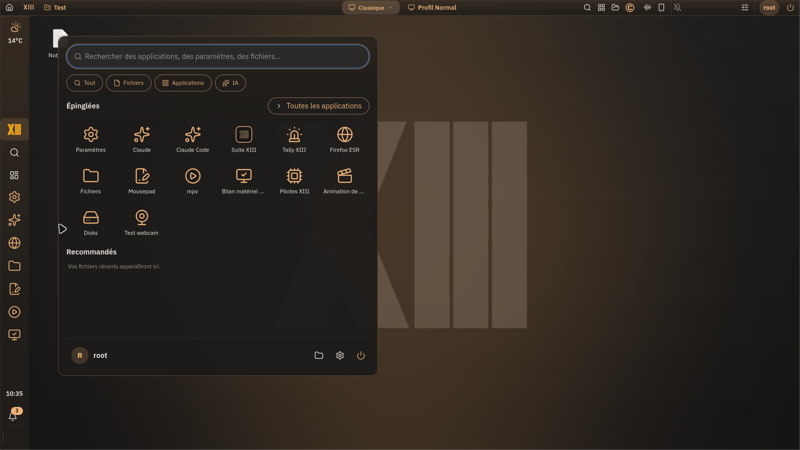 XIII
Test
Classique
Profil Normal
root
14°C
Rechercher des applications, des paramètres, des fichiers...
Tout
Fichiers
Applications
IA
Épinglées
Toutes les applications
Paramètres
Claude
Claude Code
Suite XIII
Tally XIII
Firefox ESR
Fichiers
Mousepad
mpv
Bilan matériel ...
Pilotes XIII
Animation de ...
Disks
Test webcam
Recommandés
Vos fichiers récents apparaîtront ici.
R
root
XIII
XIII
10:35
3